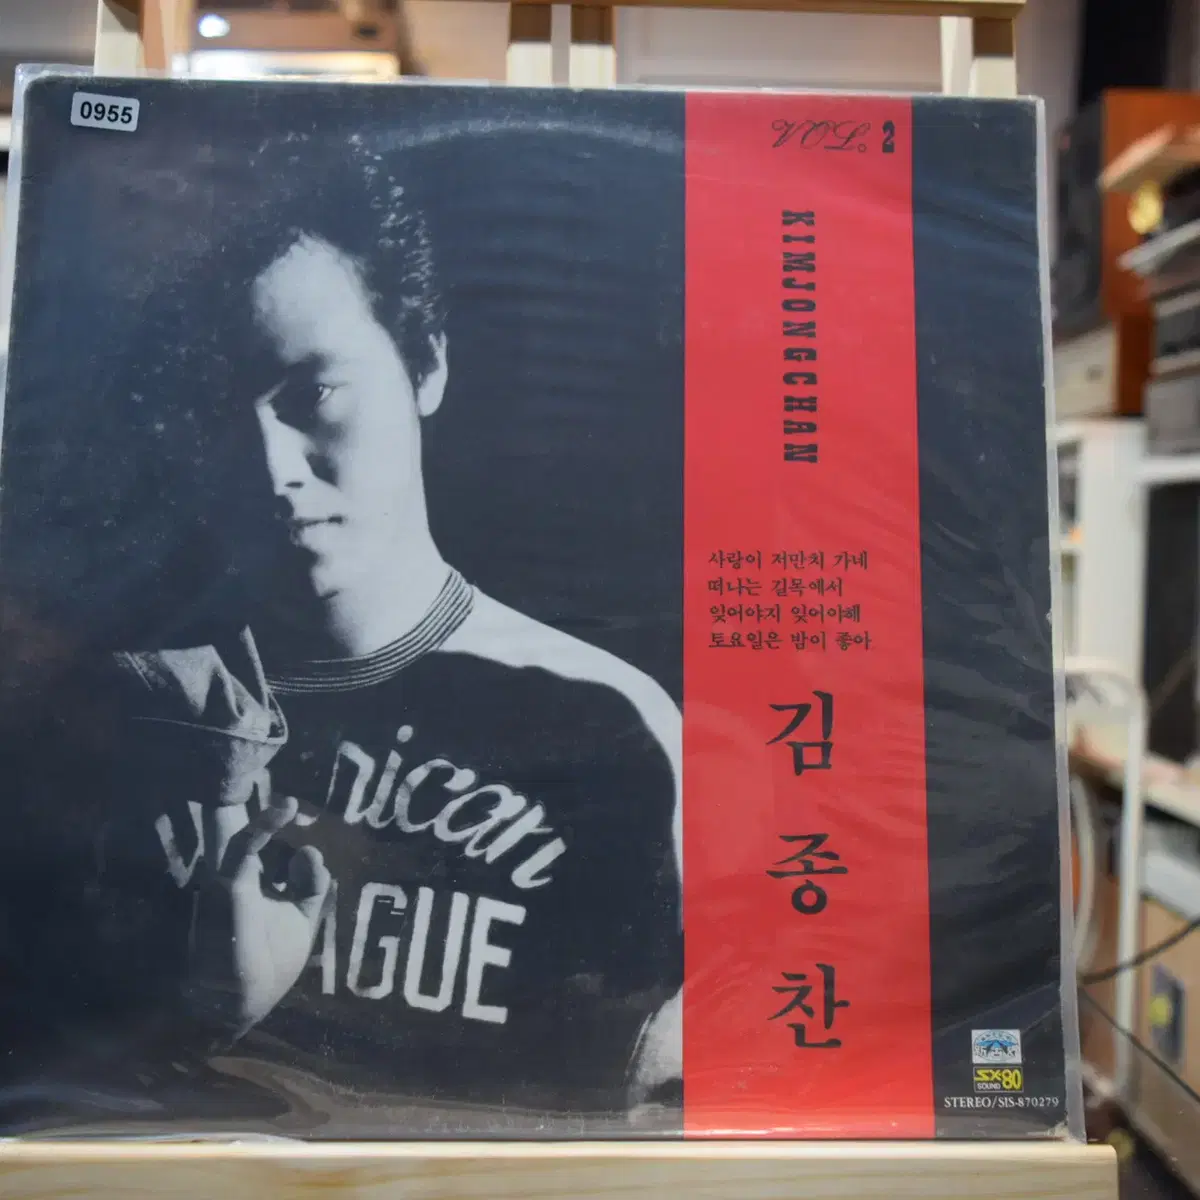 0955
VOL. 2
KIMJONGCHAN
사랑이 저만치 가네
떠나는 길목에서
잊어야지 잊어야해
토요일은 밤이 좋아
김종찬
rican
AGUE
SX-80
SOUND
STEREO/SIS-870279